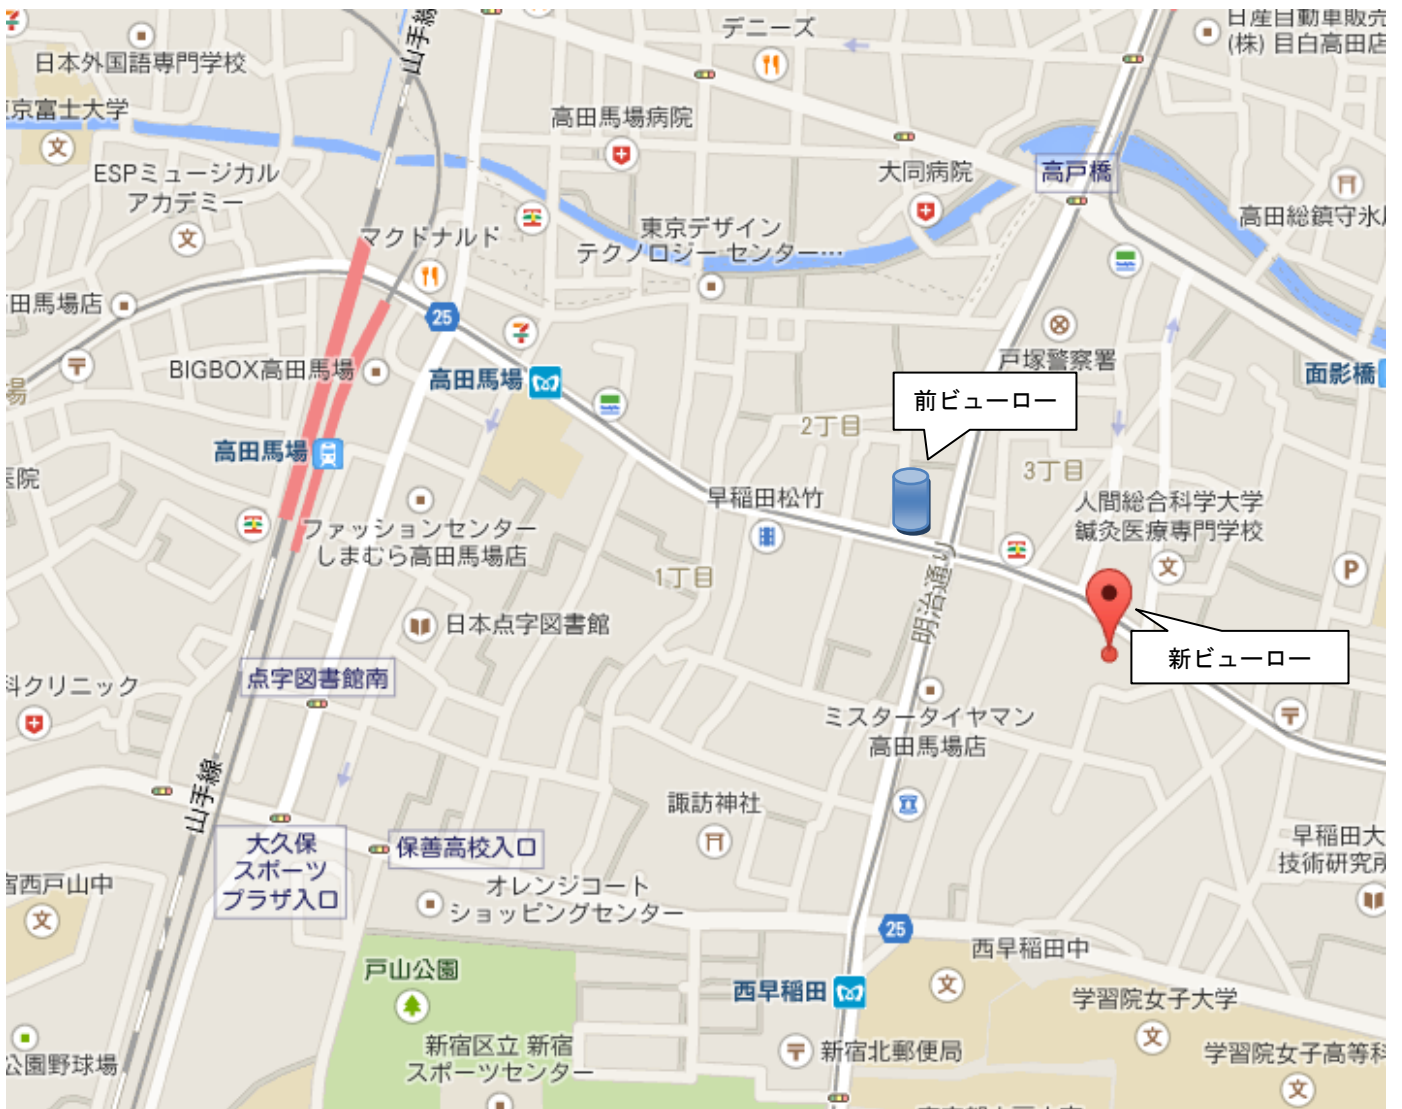 デニーズ
日産自動車販売
(株) 目白高田店
日本外国語専門学校
山手線
京富士大学
高田馬場病院
ESPミュージカル
アカデミー
大同病院
高戸橋
マクドナルド
東京デザイン
テクノロジー センター…
高田総鎮守氷川
田馬場店
25
戸塚警察署
BIGBOX高田馬場
高田馬場
面影橋
前ビューロー
場
2丁目
高田馬場
医院
3丁目
早稲田松竹
人間総合科学大学
鍼灸医療専門学校
ファッションセンター
しまむら高田馬場店
1丁目
明治通り
P
日本点字図書館
新ビューロー
点字図書館南
科クリニック
ミスタータイヤマン
高田馬場店
山手線
諏訪神社
大久保
スポーツ
プラザ入口
保善高校入口
早稲田大
技術研究所
宿西戸山中
オレンジコート
ショッピングセンター
25
西早稲田中
戸山公園
西早稲田
学習院女子大学
新宿区立 新宿
スポーツセンター
新宿北郵便局
学習院女子高等科
公園野球場